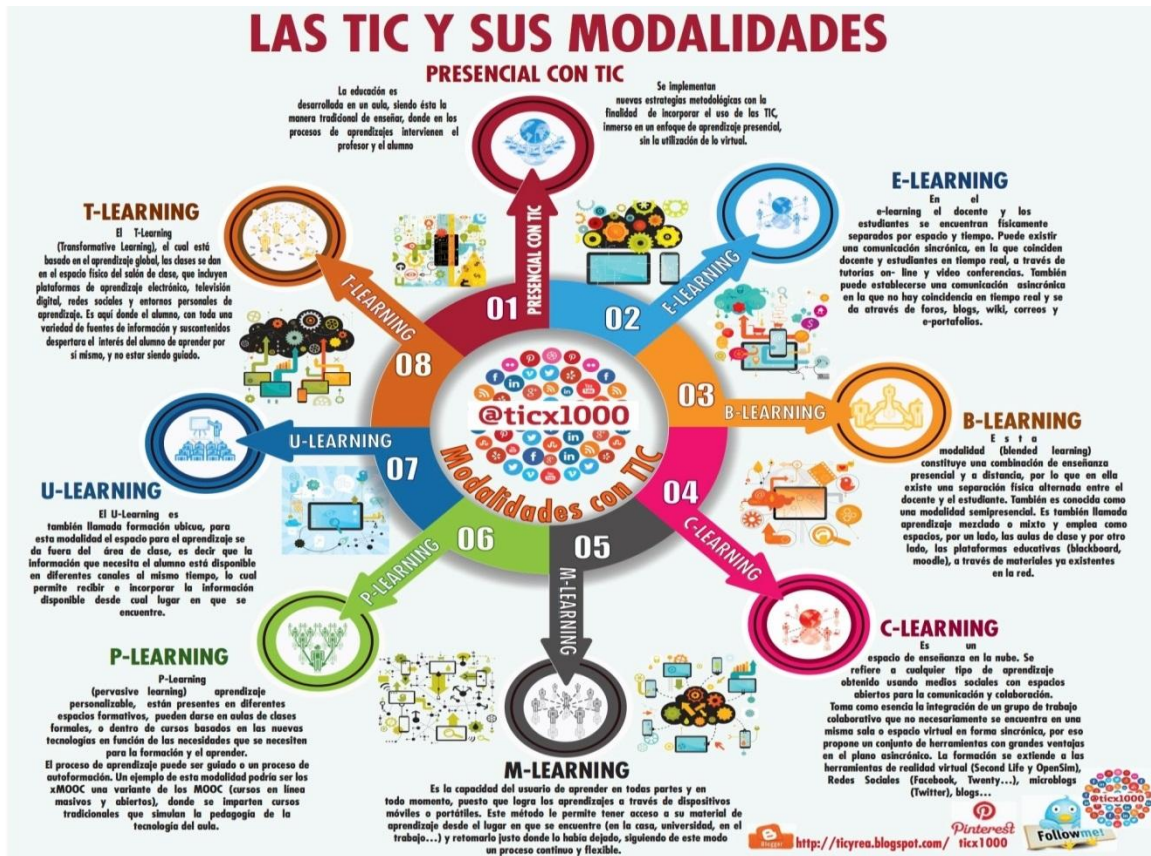 LAS TIC Y SUS MODALIDADES
PRESENCIAL CON TIC
La educación es
desarrollada en un aula, siendo ésta la
manera tradicional de enseñar, donde en los
procesos de aprendizajes intervienen el
profesor y el alumno
Se implementan
nuevas estrategias metodológicas con la
finalidad de incorporar el uso de las TIC,
inmerso en un enfoque de aprendizaje presencial,
sin la utilización de lo virtual.
01
PRESENCIAL CON TIC
02
E-LEARNING
03
B-LEARNING
04
C-LEARNING
05
M-LEARNING
06
P-LEARNING
07
U-LEARNING
08
T-LEARNING
@ticx1000
Modalidades con TIC
E-LEARNING
En el
e-learning el docente y los
estudiantes se encuentran físicamente
separados por espacio y tiempo. Puede existir
una comunicación sincrónica, en la que coinciden
docente y estudiantes en tiempo real, a través de
tutorías on- line y video conferencias. También
puede establecerse una comunicación asincrónica
en la que no hay coincidencia en tiempo real y se
da através de foros, blogs, wiki, correos y
e-portafolios.
B-LEARNING
Esta
modalidad (blended learning)
constituye una combinación de enseñanza
presencial y a distancia, por lo que en ella
existe una separación física alternada entre el
docente y el estudiante. También es conocida como
una modalidad semipresencial. Es también llamada
aprendizaje mezclado o mixto y emplea como
espacios, por un lado, las aulas de clase y por otro
lado, las plataformas educativas (blackboard,
moodle), a través de materiales ya existentes
en la red.
C-LEARNING
Es un
espacio de enseñanza en la nube. Se
refiere a cualquier tipo de aprendizaje
obtenido usando medios sociales con espacios
abiertos para la comunicación y colaboración.
Toma como esencia la integración de un grupo de trabajo
colaborativo que no necesariamente se encuentra en una
misma sala o espacio virtual en forma sincrónica, por eso
propone un conjunto de herramientas con grandes ventajas
en el plano asincrónico. La formación se extiende a las
herramientas de realidad virtual (Second Life y OpenSim),
Redes Sociales (Facebook, Twenty...), microblogs
(Twitter), blogs...
M-LEARNING
Es la capacidad del usuario de aprender en todas partes y en
todo momento, puesto que logra los aprendizajes a través de dispositivos
móviles o portátiles. Este método le permite tener acceso a su material de
aprendizaje desde el lugar en que se encuentre (en la casa, universidad, en el
trabajo...) y retomarlo justo donde lo había dejado, siguiendo de este modo
un proceso continuo y flexible.
P-LEARNING
P-Learning
(pervasive learning) aprendizaje
personalizable, están presentes en diferentes
espacios formativos, pueden darse en aulas de clases
formales, o dentro de cursos basados en las nuevas
tecnologías en función de las necesidades que se necesiten
para la formación y el aprender.
El proceso de aprendizaje puede ser guiado o un proceso de
autoformación. Un ejemplo de esta modalidad podría ser los
xMOOC una variante de los MOOC (cursos en línea
masivos y abiertos), donde se imparten cursos
tradicionales que simulan la pedagogía de la
tecnología del aula.
U-LEARNING
El U-Learning es
también llamada formación ubicua, para
esta modalidad el espacio para el aprendizaje se
da fuera del área de clase, es decir que la
información que necesita el alumno está disponible
en diferentes canales al mismo tiempo, lo cual
permite recibir e incorporar la información
disponible desde cual lugar en que se
encuentre.
T-LEARNING
El T-Learning
(Transformative Learning), el cual está
basado en el aprendizaje global, las clases se dan
en el espacio físico del salón de clase, que incluyen
plataformas de aprendizaje electrónico, televisión
digital, redes sociales y entornos personales de
aprendizaje. Es aquí donde el alumno, con toda una
variedad de fuentes de información y suscontenidos
despertara el interés del alumno de aprender por
sí mismo, y no estar siendo guiado.
Blogger
http://ticyrea.blogspot.com/
Pinterest
ticx1000
Follow me!
@ticx1000